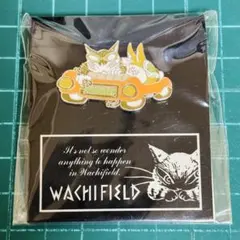 It's not so wonder
anything to happen
in Wachifield.
WACHIFIELD